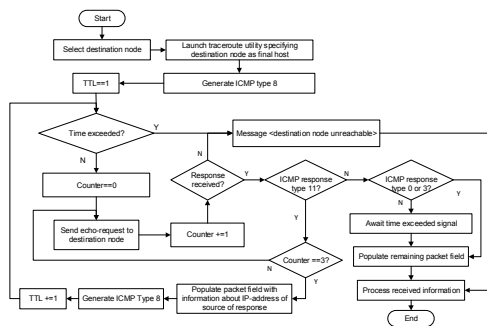 Start
Select destination node
Launch traceroute utility specifying
destination node as final host
TTL==1
Generate ICMP type 8
Time exceeded?
Y
Message <destination node unreachable>
N
N
Counter==0
Response
received?
Y
ICMP response
type 11?
N
ICMP response
type 0 or 3?
Y
N
Send echo-request to
destination node
Counter +=1
Y
Await time exceeded signal
N
Counter ==3?
Populate remaining packet field
Y
TTL +=1
Generate ICMP Type 8
Populate packet field with
information about IP-address of
source of response
Process received information
End